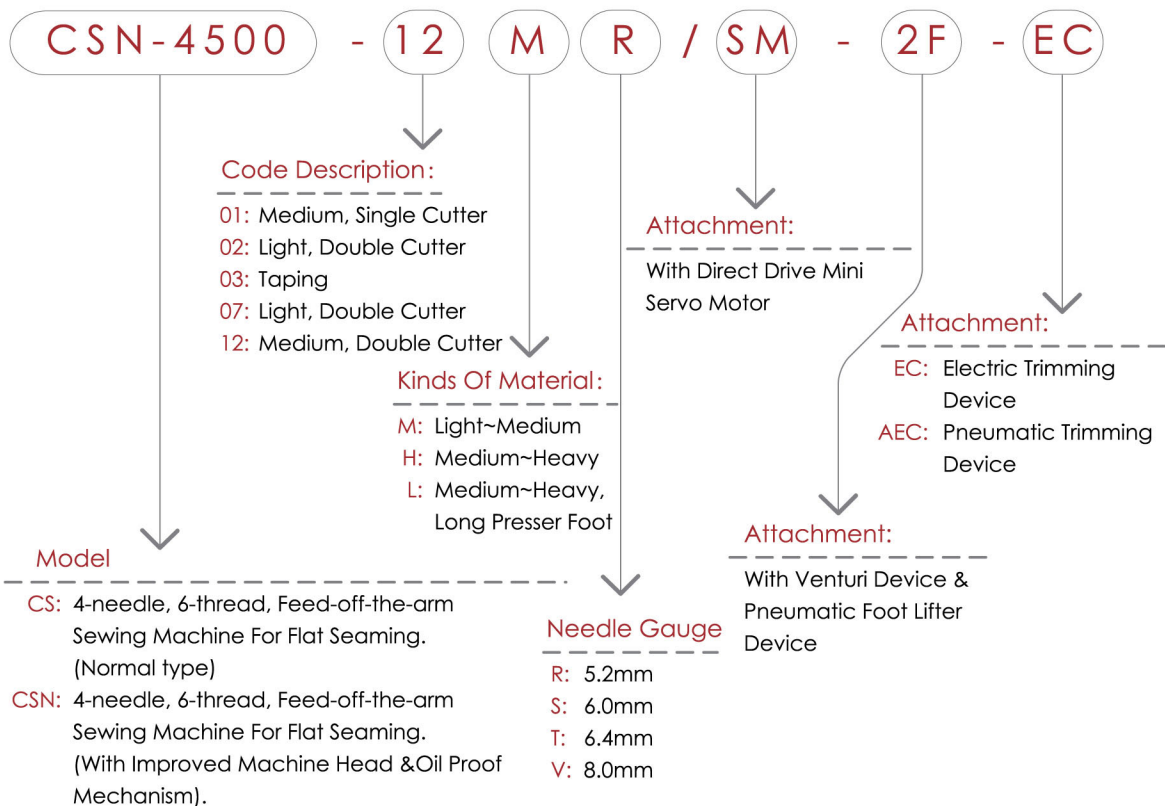 CSN-4500 - 12 M R / SM - 2F - EC
Code Description:
01: Medium, Single Cutter
02: Light, Double Cutter
03: Taping
07: Light, Double Cutter
12: Medium, Double Cutter
Attachment:
With Direct Drive Mini
Servo Motor
Attachment:
EC: Electric Trimming
Device
AEC: Pneumatic Trimming
Device
Kinds Of Material:
M: Light~Medium
H: Medium~Heavy
L: Medium~Heavy,
Long Presser Foot
Attachment:
With Venturi Device &
Pneumatic Foot Lifter
Device
Model
CS: 4-needle, 6-thread, Feed-off-the-arm
Sewing Machine For Flat Seaming.
(Normal type)
CSN: 4-needle, 6-thread, Feed-off-the-arm
Sewing Machine For Flat Seaming.
(With Improved Machine Head &Oil Proof
Mechanism).
Needle Gauge
R: 5.2mm
S: 6.0mm
T: 6.4mm
V: 8.0mm